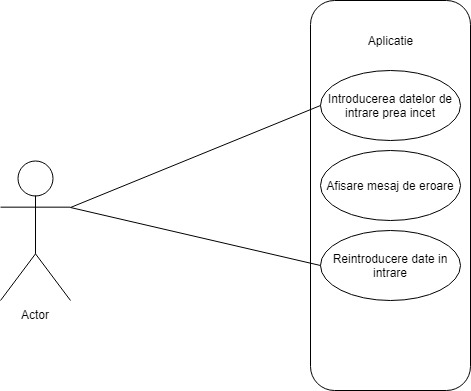 Aplicatie
Introducerea datelor de
intrare prea incet
Afisare mesaj de eroare
Reintroducere date in
intrare
Actor